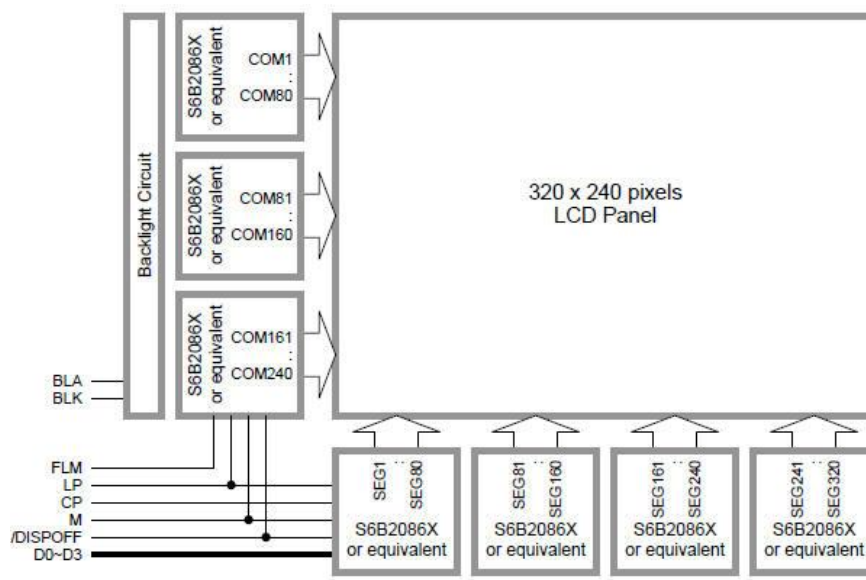 Backlight Circuit
S6B2086X
or equivalent
COM1
:
COM80
S6B2086X
or equivalent
COM81
:
COM160
S6B2086X
or equivalent
COM161
:
COM240
320 x 240 pixels
LCD Panel
BLA
BLK
FLM
LP
CP
M
/DISPOFF
D0~D3
SEG1
:
SEG80
S6B2086X
or equivalent
SEG81
:
SEG160
S6B2086X
or equivalent
SEG161
:
SEG240
S6B2086X
or equivalent
SEG241
:
SEG320
S6B2086X
or equivalent